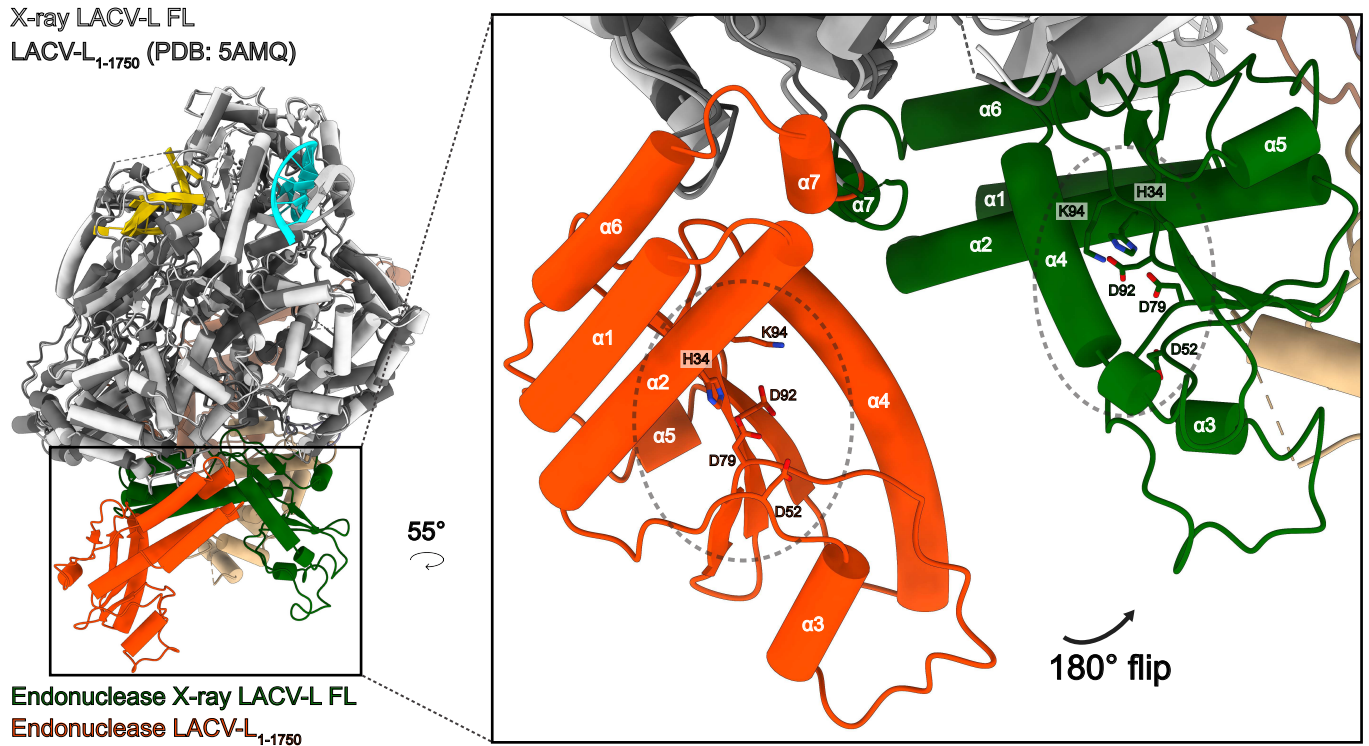 X-ray LACV-L FL
LACV-L1-1750 (PDB: 5AMQ)
55°
Endonuclease X-ray LACV-L FL
Endonuclease LACV-L1-1750
α6
α5
α7
α7
α1
H34
K94
α6
α2
α4
D92
D79
α1
K94
H34
D52
α2
D92
α4
α5
α3
D79
D52
α3
180° flip